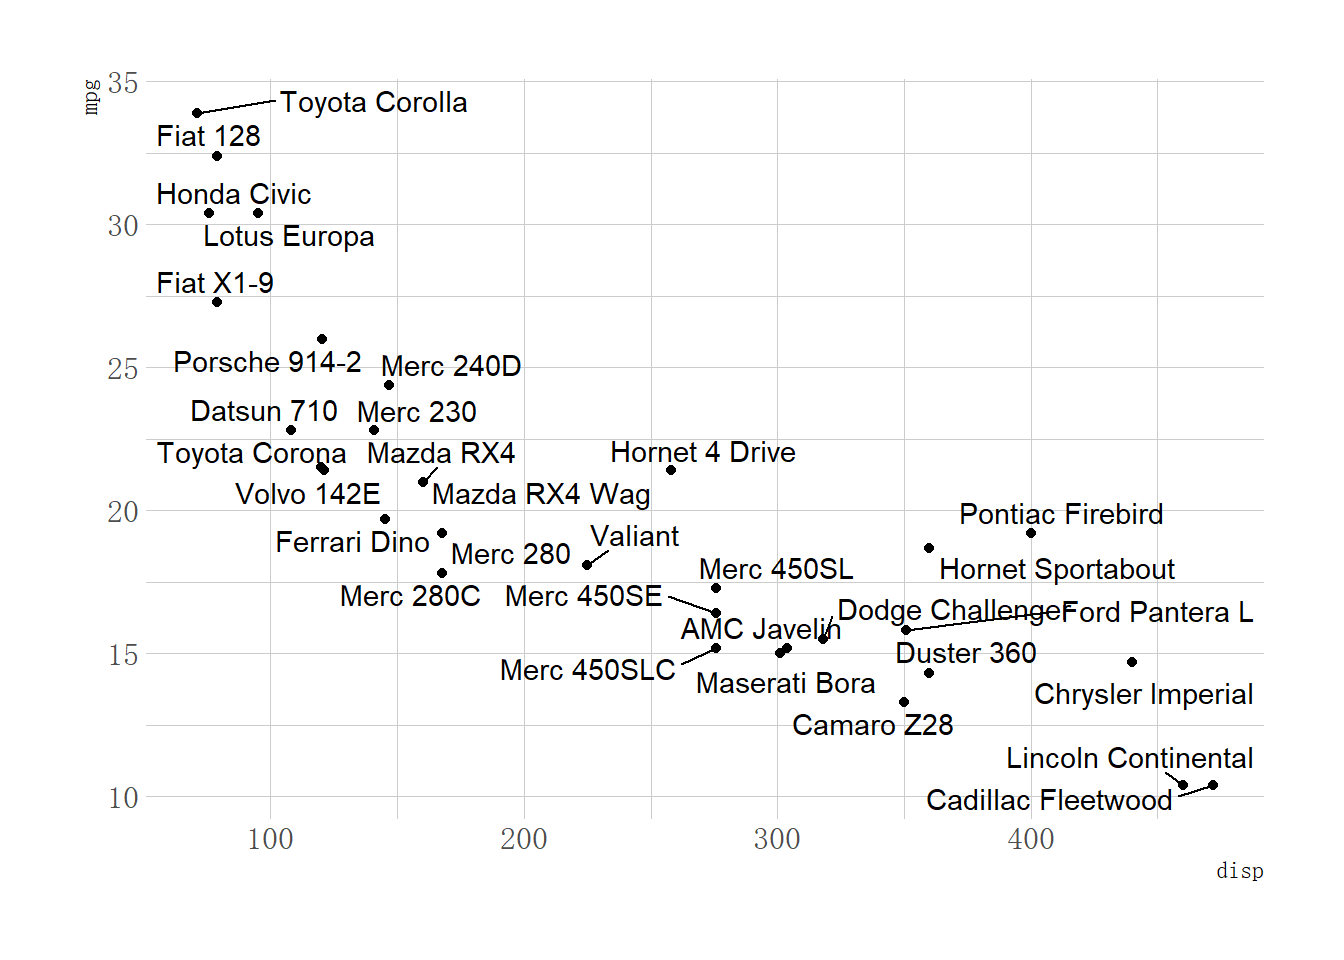 mpg
35
Toyota Corolla
Fiat 128
Honda Civic
30
Lotus Europa
Fiat X1-9
Porsche 914-2
25
Merc 240D
Datsun 710
Merc 230
Toyota Corona
Mazda RX4
Hornet 4 Drive
Volvo 142E
Mazda RX4 Wag
20
Pontiac Firebird
Ferrari Dino
Valiant
Merc 280
Merc 450SL
Hornet Sportabout
Merc 280C
Merc 450SE
Dodge Challenger
Ford Pantera L
AMC Javelin
15
Duster 360
Merc 450SLC
Maserati Bora
Chrysler Imperial
Camaro Z28
Lincoln Continental
10
Cadillac Fleetwood
100
200
300
400
disp